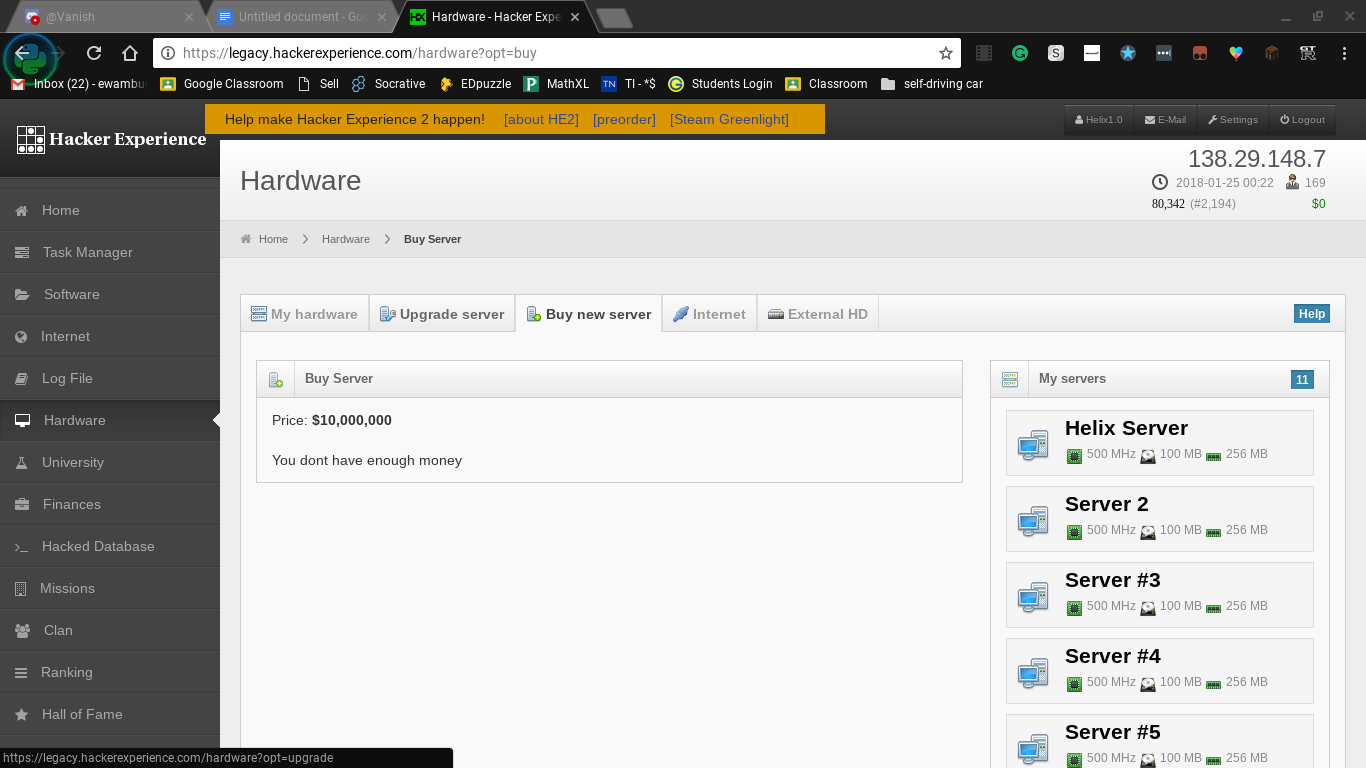 @Vanish
Untitled document - Goo
Hardware - Hacker Expe
https://legacy.hackerexperience.com/hardware?opt=buy
Inbox (22) - ewambu
Google Classroom
Sell
Socrative
EDpuzzle
MathXL
TI - *$
Students Login
Classroom
self-driving car
Hacker Experience
Help make Hacker Experience 2 happen! [about HE2] [preorder] [Steam Greenlight]
Helix1.0
E-Mail
Settings
Logout
Hardware
138.29.148.7
2018-01-25 00:22
169
80,342 (#2,194)
$0
Home
Hardware
Buy Server
Home
Task Manager
Software
Internet
Log File
Hardware
University
Finances
Hacked Database
Missions
Clan
Ranking
Hall of Fame
My hardware
Upgrade server
Buy new server
Internet
External HD
Help
Buy Server
Price: $10,000,000
You dont have enough money
My servers
11
Helix Server
500 MHz 100 MB 256 MB
Server 2
500 MHz 100 MB 256 MB
Server #3
500 MHz 100 MB 256 MB
Server #4
500 MHz 100 MB 256 MB
Server #5
500 MHz 100 MB 256 MB
https://legacy.hackerexperience.com/hardware?opt=upgrade